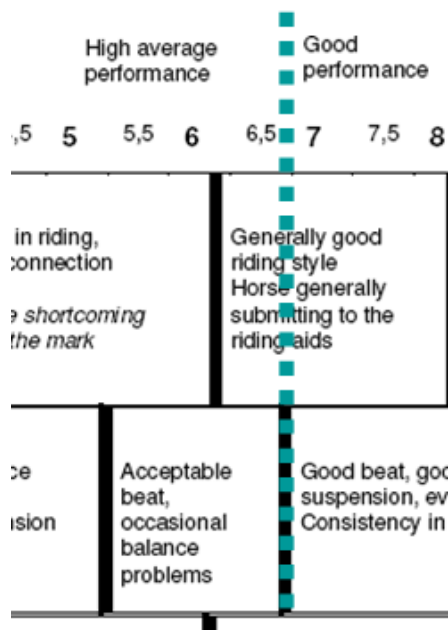 High average
performance
Good
performance
,5 5 5,5 6 6,5 7 7,5 8
in riding,
connection
shortcoming
the mark
Generally good
riding style
Horse generally
submitting to the
riding aids
Acceptable
beat,
occasional
balance
problems
Good beat,
suspension,
Consistency in